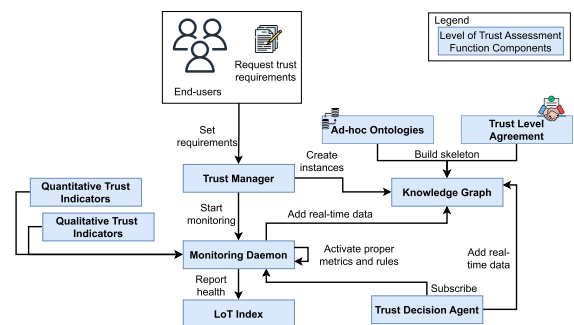 Legend
Level of Trust Assessment
Function Components
Request trust
requirements
End-users
Set
requirements
Ad-hoc Ontologies
Trust Level
Agreement
Build skeleton
Create
instances
Trust Manager
Knowledge Graph
Quantitative Trust
Indicators
Qualitative Trust
Indicators
Start
monitoring
Add real-time data
Monitoring Daemon
Activate proper
metrics and rules
Add real-
time data
Report
health
Subscribe
LoT Index
Trust Decision Agent